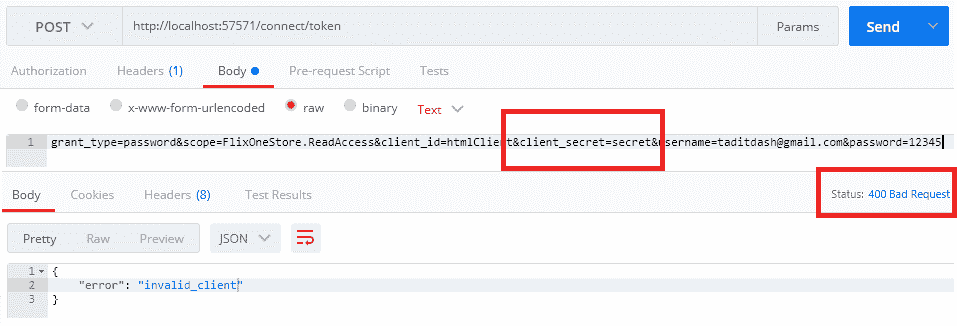 POST http://localhost:57571/connect/token Params Send
Authorization Headers (1) Body Pre-request Script Tests
form-data x-www-form-urlencoded raw binary Text
1 grant_type=password&scope=FlixOneStore.ReadAccess&client_id=htmlClient&client_secret=secret&username=taditdash@gmail.com&password=12345
Body Cookies Headers (8) Test Results Status: 400 Bad Request
Pretty Raw Preview JSON
1 {
2 "error": "invalid_client"
3 }